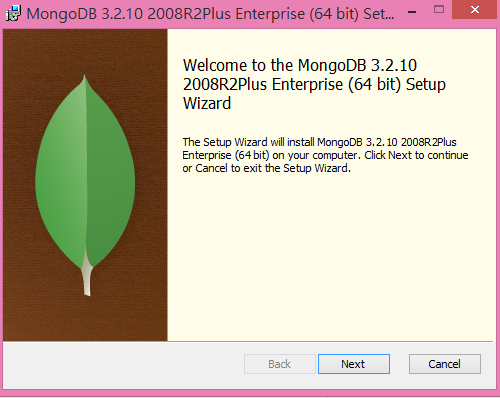 MongoDB 3.2.10 2008R2Plus Enterprise (64 bit) Set...
Welcome to the MongoDB 3.2.10
2008R2Plus Enterprise (64 bit) Setup
Wizard
The Setup Wizard will install MongoDB 3.2.10 2008R2Plus
Enterprise (64 bit) on your computer. Click Next to continue
or Cancel to exit the Setup Wizard.
Back Next Cancel